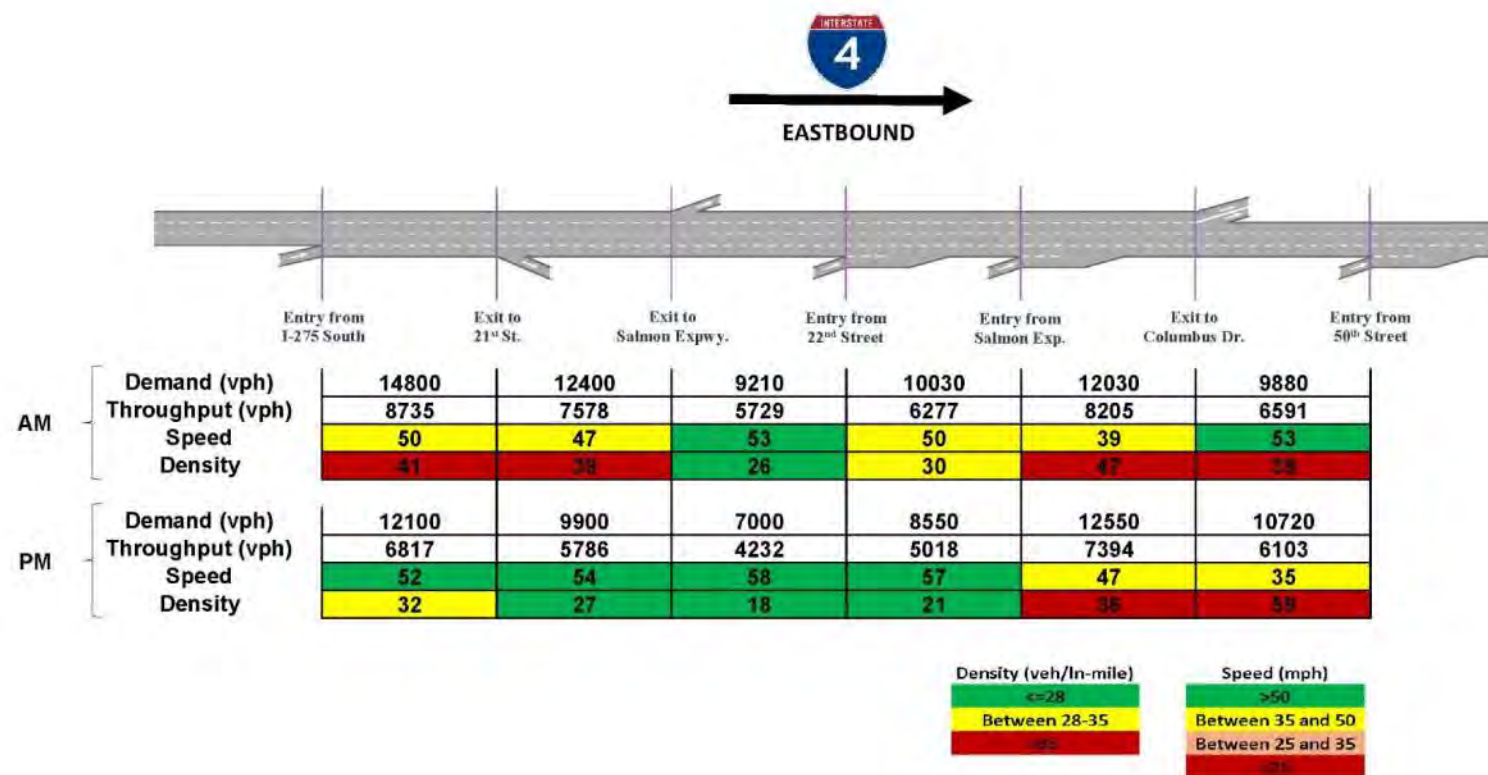 INTERSTATE
4
EASTBOUND
Entry from I-275 South
Exit to 21st St.
Exit to Salmon Expwy.
Entry from 22nd Street
Entry from Salmon Exp.
Exit to Columbus Dr.
Entry from 50th Street
AM
Demand (vph) 14800 12400 9210 10030 12030 9880
Throughput (vph) 8735 7578 5729 6277 8205 6591
Speed 50 47 53 50 39 53
Density 41 26 30 47
PM
Demand (vph) 12100 9900 7000 8550 12550 10720
Throughput (vph) 6817 5786 4232 5018 7394 6103
Speed 52 54 58 57 47 35
Density 32 27 18 21
Density (veh/ln-mile) Speed (mph)
<=28 >50
Between 28-35 Between 35 and 50
Between 25 and 35